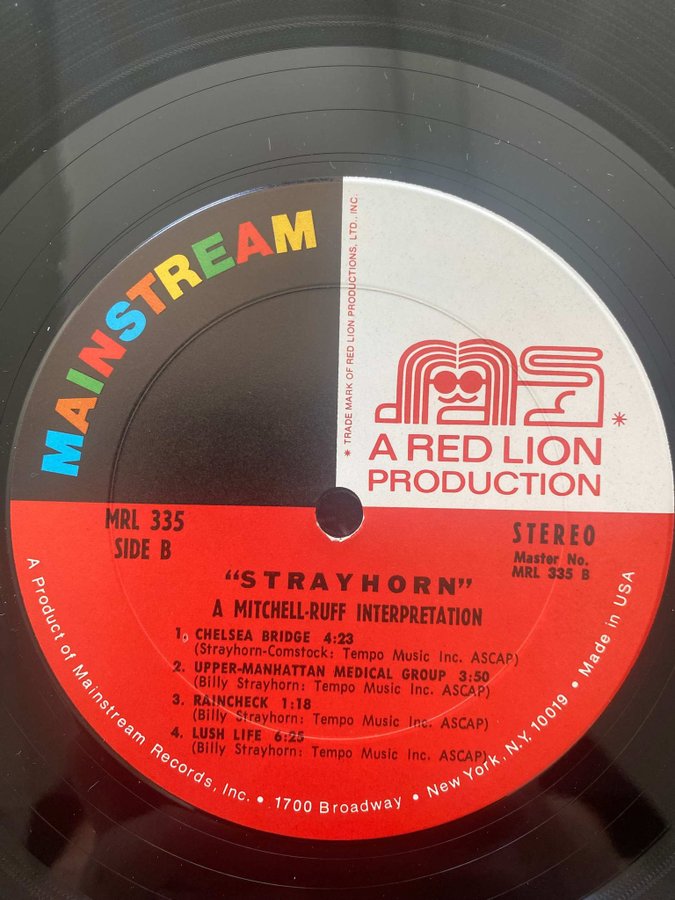 MAINSTREAM
* TRADE MARK OF RED LION PRODUCTIONS, LTD., INC.
*
A RED LION
PRODUCTION
MRL 335
SIDE B
STEREO
Master No.
MRL 335 B
"STRAYHORN"
A MITCHELL-RUFF INTERPRETATION
1. CHELSEA BRIDGE 4:23
(Strayhorn-Comstock: Tempo Music Inc. ASCAP)
2. UPPER-MANHATTAN MEDICAL GROUP 3:50
(Billy Strayhorn: Tempo Music Inc. ASCAP)
3. RAINCHECK 1:18
(Billy Strayhorn: Tempo Music Inc. ASCAP)
4. LUSH LIFE 6:25
(Billy Strayhorn: Tempo Music Inc. ASCAP)
A Product of Mainstream Records, Inc. • 1700 Broadway • New York, N.Y. 10019 • Made in USA